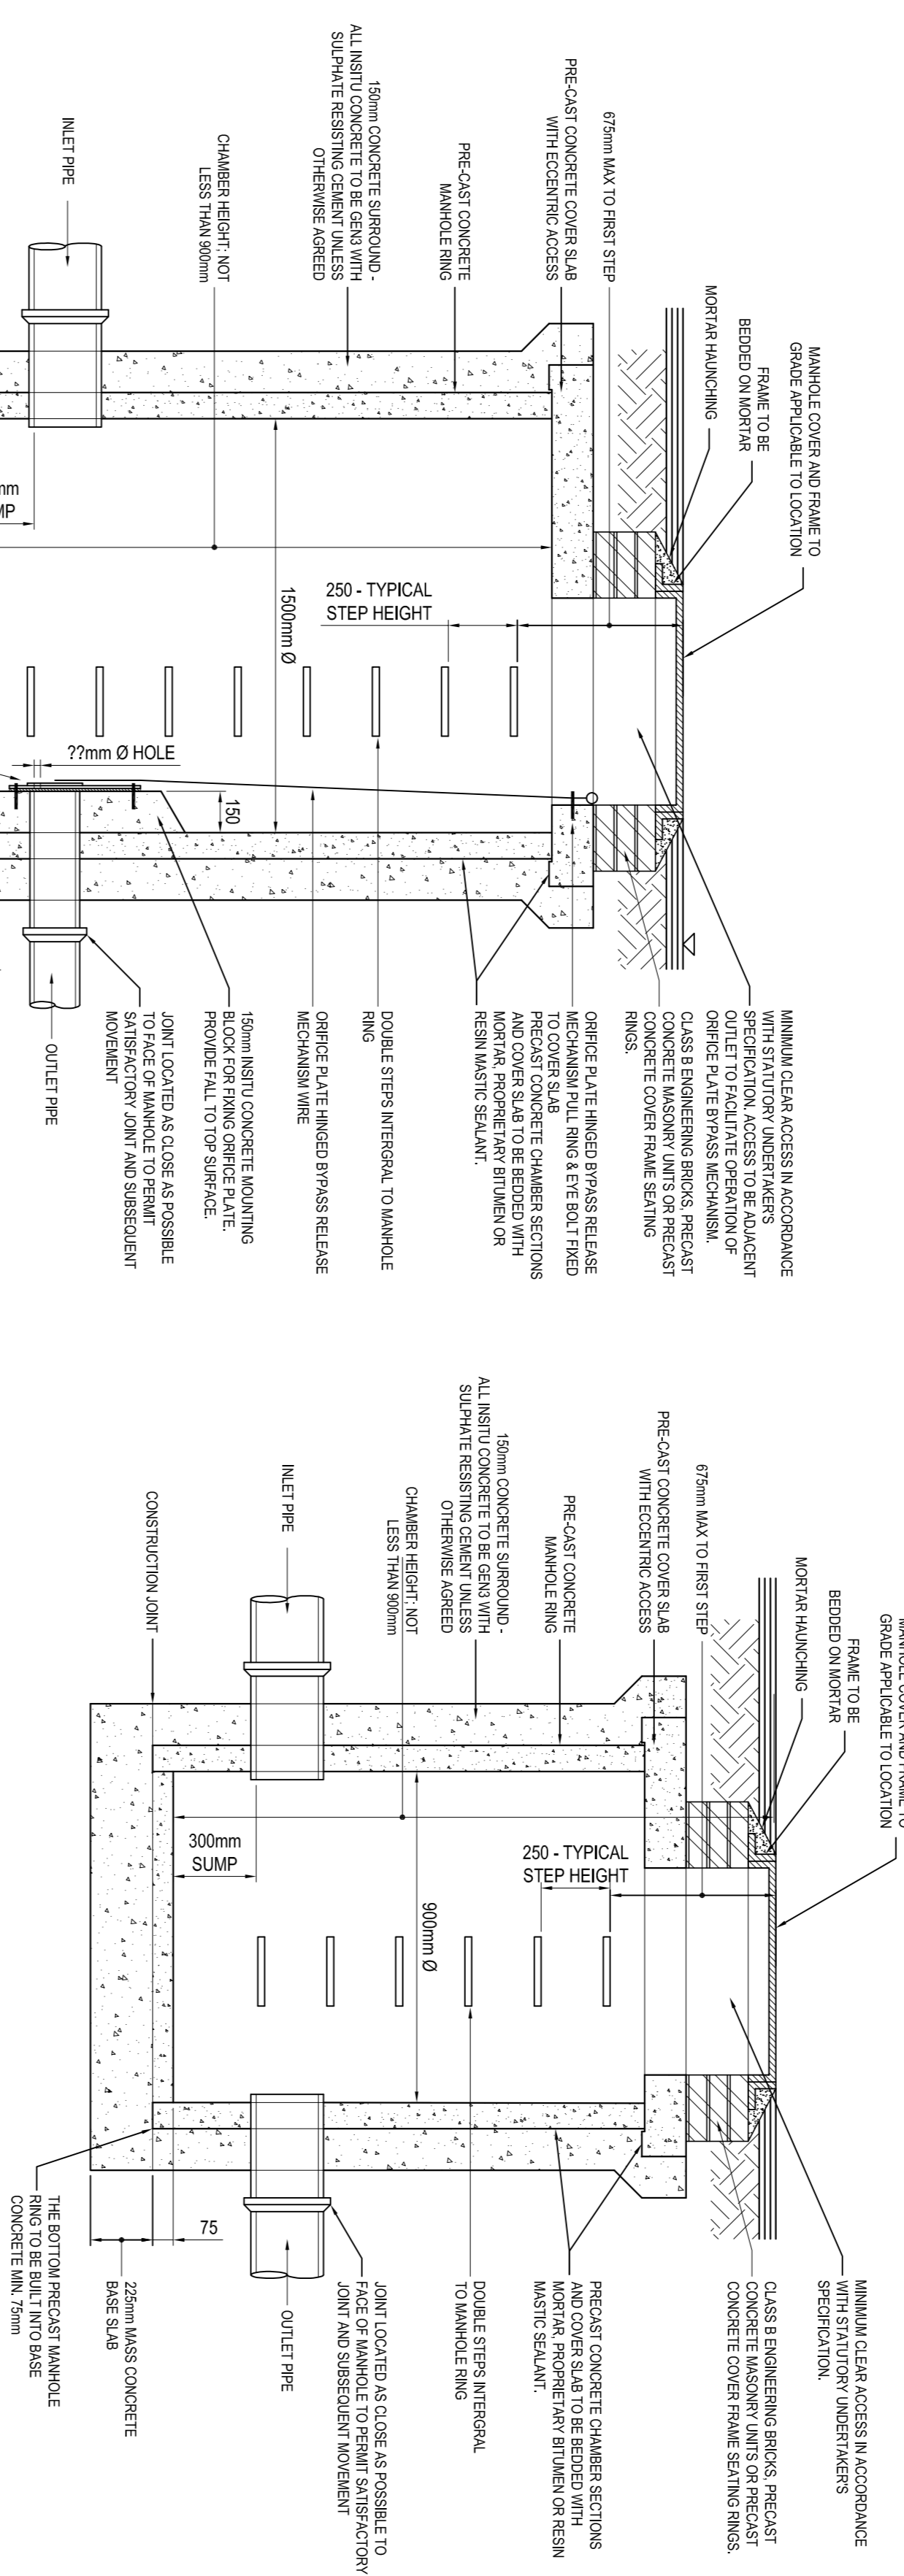 MANHOLE COVER AND FRAME TO
GRADE APPLICABLE TO LOCATION
FRAME TO BE
BEDDED ON MORTAR
MORTAR HAUNCHING
675mm MAX TO FIRST STEP
PRE-CAST CONCRETE COVER SLAB
WITH ECCENTRIC ACCESS
PRE-CAST CONCRETE
MANHOLE RING
150mm CONCRETE SURROUND -
ALL INSITU CONCRETE TO BE GEN3 WITH
SULPHATE RESISTING CEMENT UNLESS
OTHERWISE AGREED
CHAMBER HEIGHT; NOT
LESS THAN 900mm
INLET PIPE
250 - TYPICAL
STEP HEIGHT
1500mm Ø
??mm Ø HOLE
150
MINIMUM CLEAR ACCESS IN ACCORDANCE
WITH STATUTORY UNDERTAKER'S
SPECIFICATION. ACCESS TO BE ADJACENT
OUTLET TO FACILITATE OPERATION OF
ORIFICE PLATE BYPASS MECHANISM.
CLASS B ENGINEERING BRICKS, PRECAST
CONCRETE MASONRY UNITS OR PRECAST
CONCRETE COVER FRAME SEATING
RINGS.
ORIFICE PLATE HINGED BYPASS RELEASE
MECHANISM PULL RING & EYE BOLT FIXED
TO COVER SLAB
PRECAST CONCRETE CHAMBER SECTIONS
AND COVER SLAB TO BE BEDDED WITH
MORTAR, PROPRIETARY BITUMEN OR
RESIN MASTIC SEALANT.
DOUBLE STEPS INTERGRAL TO MANHOLE
RING
ORIFICE PLATE HINGED BYPASS RELEASE
MECHANISM WIRE
150mm INSITU CONCRETE MOUNTING
BLOCK FOR FIXING ORIFICE PLATE.
PROVIDE FALL TO TOP SURFACE.
JOINT LOCATED AS CLOSE AS POSSIBLE
TO FACE OF MANHOLE TO PERMIT
SATISFACTORY JOINT AND SUBSEQUENT
MOVEMENT
OUTLET PIPE
GRADE APPLICABLE TO LOCATION
FRAME TO BE
BEDDED ON MORTAR
MORTAR HAUNCHING
675mm MAX TO FIRST STEP
PRE-CAST CONCRETE COVER SLAB
WITH ECCENTRIC ACCESS
PRE-CAST CONCRETE
MANHOLE RING
150mm CONCRETE SURROUND -
ALL INSITU CONCRETE TO BE GEN3 WITH
SULPHATE RESISTING CEMENT UNLESS
OTHERWISE AGREED
CHAMBER HEIGHT; NOT
LESS THAN 900mm
INLET PIPE
CONSTRUCTION JOINT
300mm
SUMP
250 - TYPICAL
STEP HEIGHT
900mm Ø
75
MINIMUM CLEAR ACCESS IN ACCORDANCE
WITH STATUTORY UNDERTAKER'S
SPECIFICATION.
CLASS B ENGINEERING BRICKS, PRECAST
CONCRETE MASONRY UNITS OR PRECAST
CONCRETE COVER FRAME SEATING RINGS.
PRECAST CONCRETE CHAMBER SECTIONS
AND COVER SLAB TO BE BEDDED WITH
MORTAR, PROPRIETARY BITUMEN OR RESIN
MASTIC SEALANT.
DOUBLE STEPS INTERGRAL
TO MANHOLE RING
JOINT LOCATED AS CLOSE AS POSSIBLE TO
FACE OF MANHOLE TO PERMIT SATISFACTORY
JOINT AND SUBSEQUENT MOVEMENT
OUTLET PIPE
225mm MASS CONCRETE
BASE SLAB
THE BOTTOM PRECAST MANHOLE
RING TO BE BUILT INTO BASE
CONCRETE MIN. 75mm